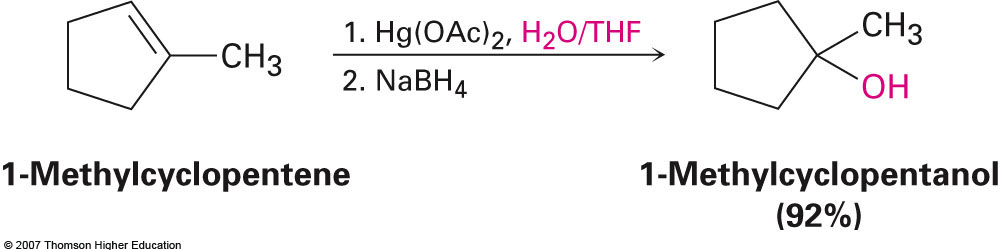 CH₃
1. Hg(OAc)₂, H₂O/THF
2. NaBH₄
CH₃
OH
1-Methylcyclopentene
1-Methylcyclopentanol
(92%)
© 2007 Thomson Higher Education